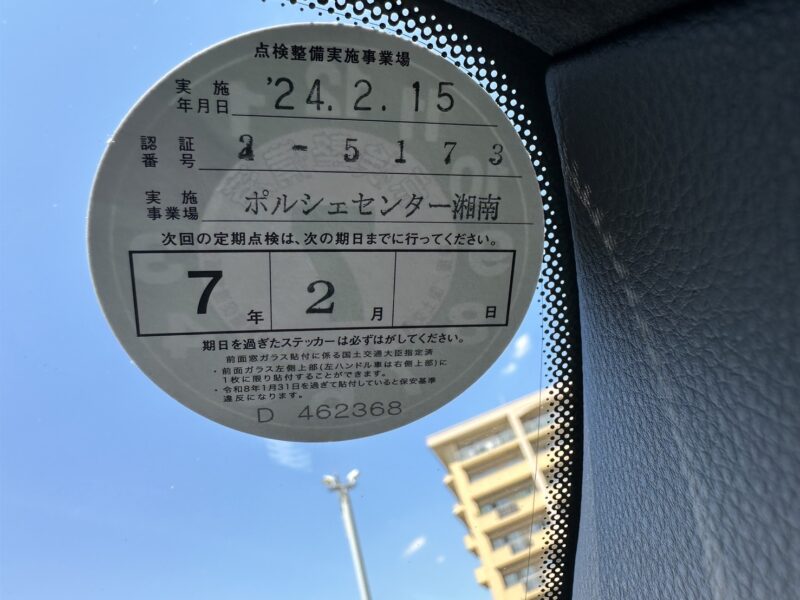 点検整備実施事業場
実施年月日 '24.2.15
認証番号 2-5173
実施事業場 ポルシェセンター湘南
次回の定期点検は、次の期日までに行ってください。
7年 2月 日
期日を過ぎたステッカーは必ずはがしてください。
前面窓ガラス貼付に係る国土交通大臣指定済
・前面ガラス左側上部(左ハンドル車は右側上部)に
1枚に限り貼付することができます。
・令和8年1月31日を過ぎて貼付していると保安基準
違反になります。
D 462368